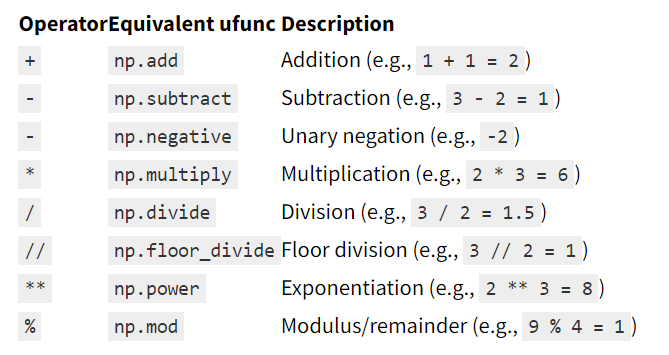 Operator Equivalent ufunc Description
+ np.add Addition (e.g., 1 + 1 = 2)
- np.subtract Subtraction (e.g., 3 - 2 = 1)
- np.negative Unary negation (e.g., -2)
* np.multiply Multiplication (e.g., 2 * 3 = 6)
/ np.divide Division (e.g., 3 / 2 = 1.5)
// np.floor_divide Floor division (e.g., 3 // 2 = 1)
** np.power Exponentiation (e.g., 2 ** 3 = 8)
% np.mod Modulus/remainder (e.g., 9 % 4 = 1)